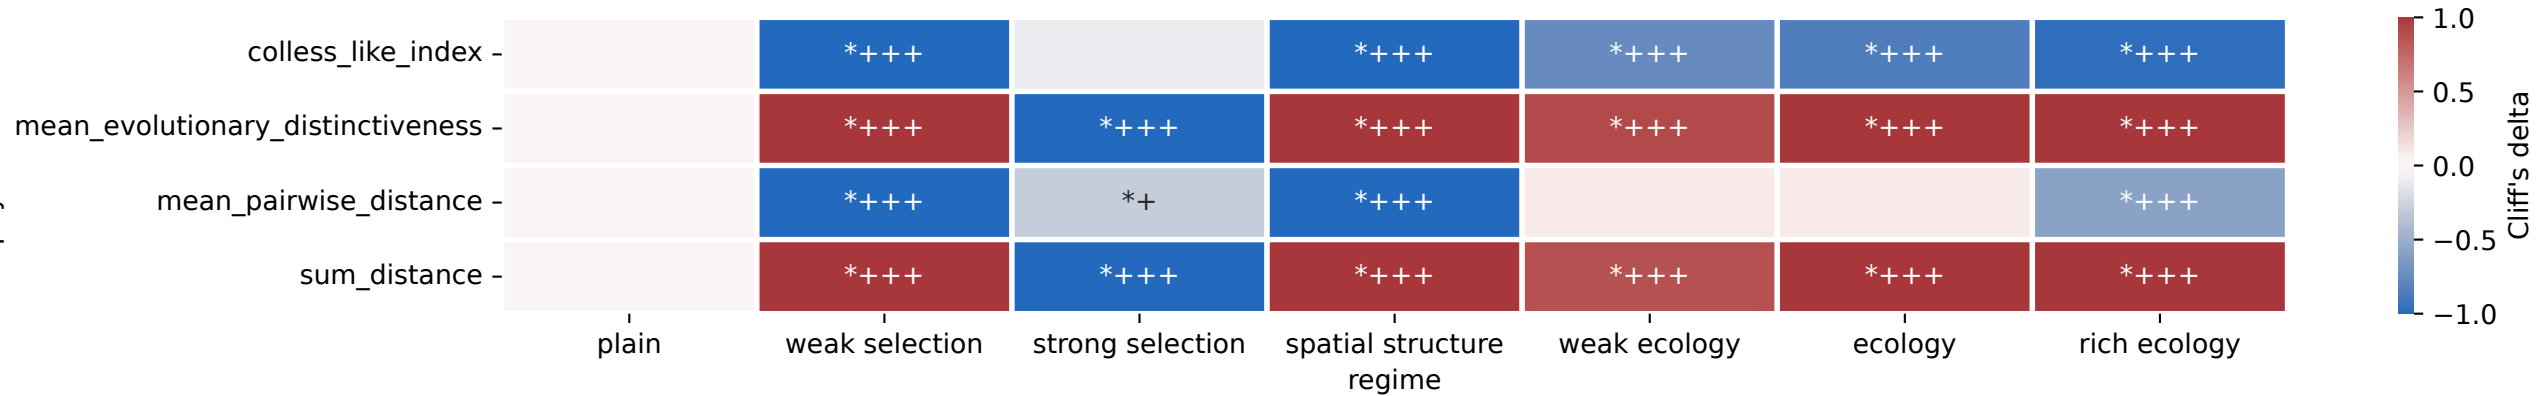 colless_like_index
*+++ *+++ *+++ *+++ *+++
mean_evolutionary_distinctiveness
*+++ *+++ *+++ *+++ *+++ *+++
mean_pairwise_distance
*+++ *+ *+++ *+++
sum_distance
*+++ *+++ *+++ *+++ *+++ *+++
plain weak selection strong selection spatial structure weak ecology ecology rich ecology
regime
1.0
0.5
0.0
−0.5
−1.0
Cliff's delta